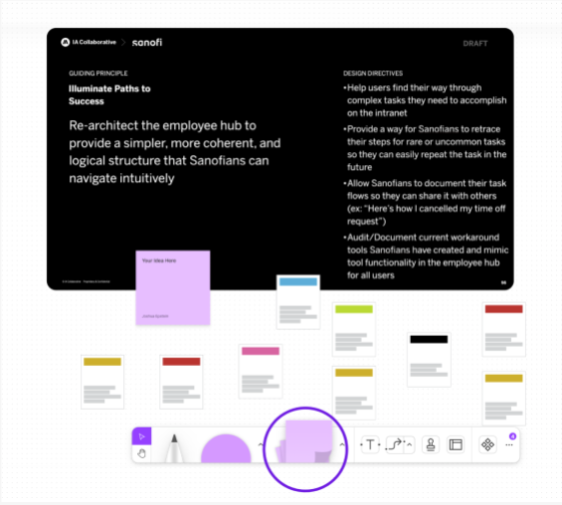 IA Collaborative > sanofi
DRAFT
GUIDING PRINCIPLE
Illuminate Paths to
Success
Re-architect the employee hub to
provide a simpler, more coherent, and
logical structure that Sanofians can
navigate intuitively
DESIGN DIRECTIVES
•Help users find their way through
complex tasks they need to accomplish
on the intranet
•Provide a way for Sanofians to retrace
their steps for rare or uncommon tasks
so they can easily repeat the task in the
future
•Allow Sanofians to document their task
flows so they can share it with others
(ex: "Here's how I cancelled my time off
request")
•Audit/Document current workaround
tools Sanofians have created and mimic
tool functionality in the employee hub
for all users
Your Idea Here
T